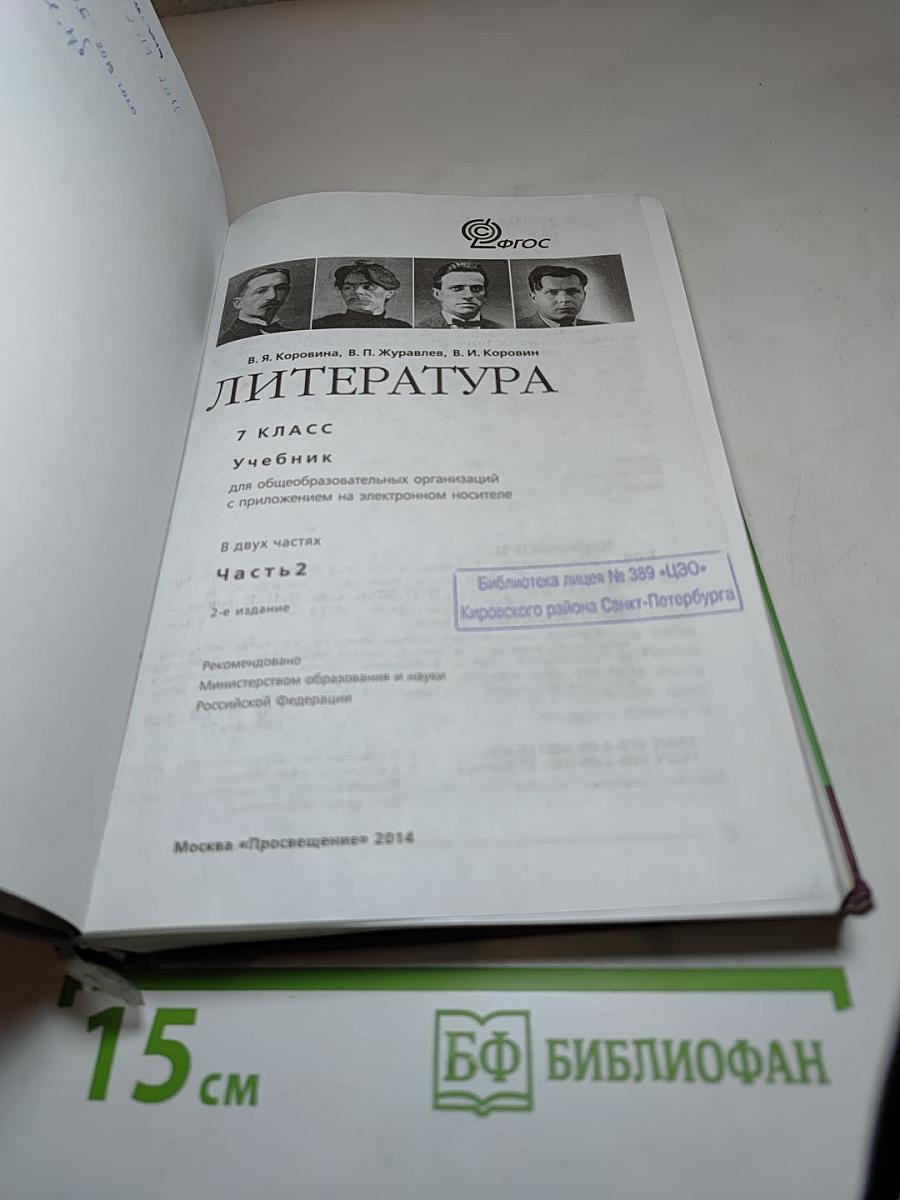 ФГОС
В. Я. Коровина, В. П. Журавлев, В. И. Коровин
ЛИТЕРАТУРА
7 КЛАСС
Учебник
для общеобразовательных организаций
с приложением на электронном носителе
В двух частях
Часть 2
2-е издание
Библиотека лицея № 389 «ЦЭО»
Кировского района Санкт-Петербурга
Рекомендовано
Министерством образования и науки
Российской Федерации
Москва «Просвещение» 2014
15 см
БФ БИБЛИОФАН